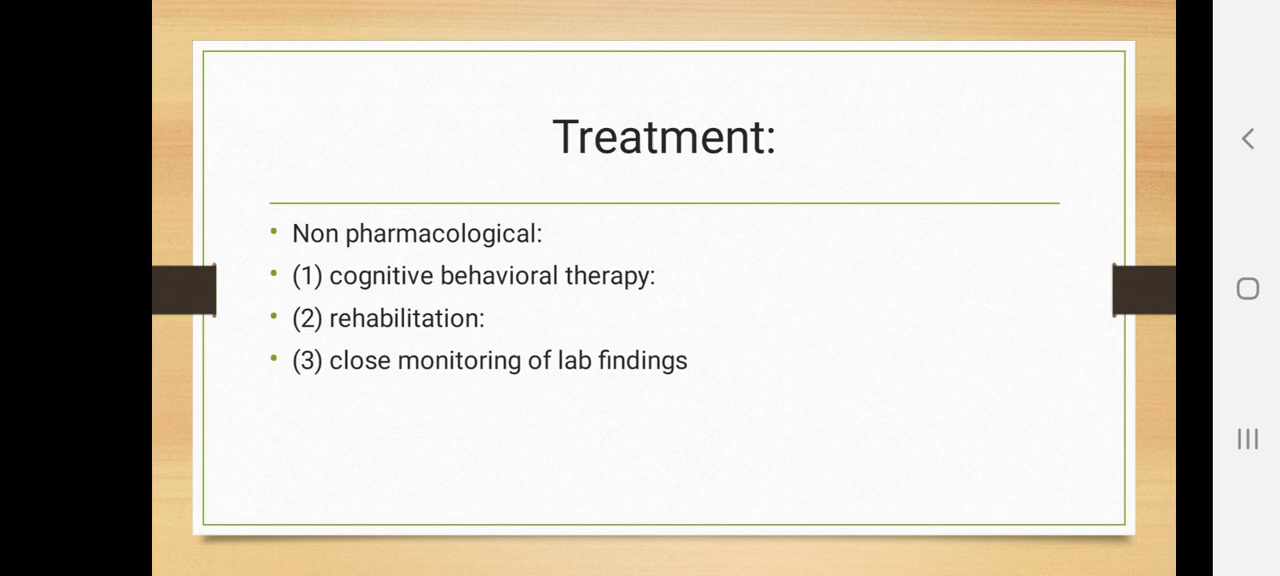 Treatment:
• Non pharmacological:
• (1) cognitive behavioral therapy:
• (2) rehabilitation:
• (3) close monitoring of lab findings